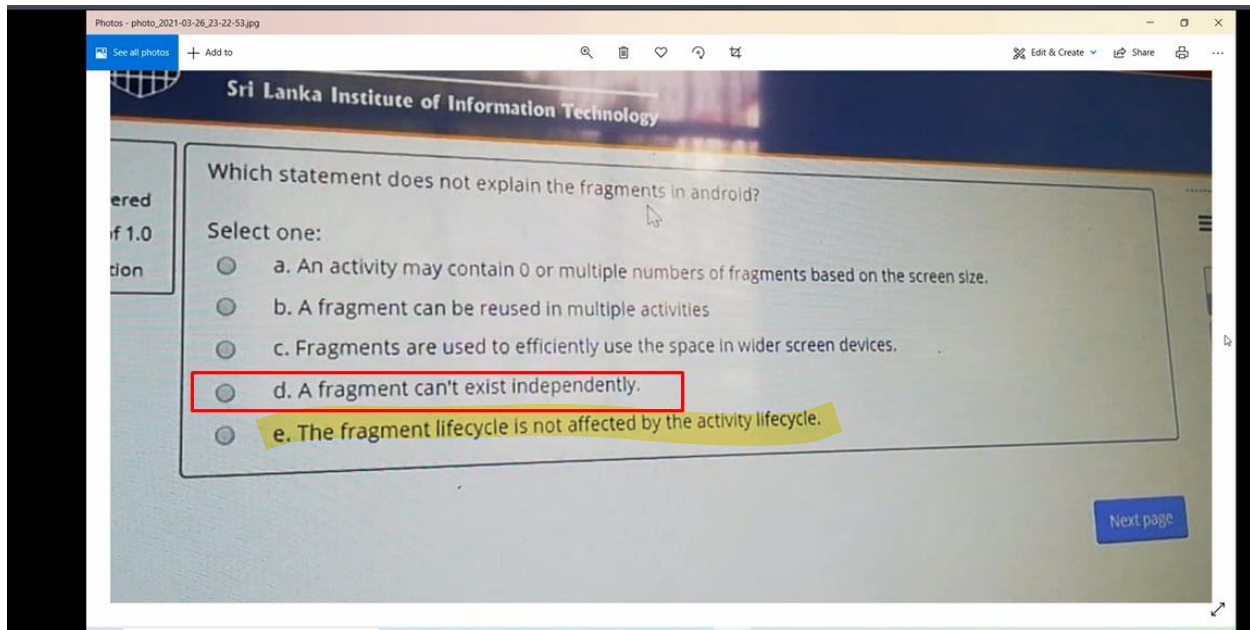 Photos - photo_2021-03-26_23-22-53.jpg
See all photos
Add to
Edit & Create
Share
Sri Lanka Institute of Information Technology
Which statement does not explain the fragments in android?
ered
of 1.0
tion
Select one:
a. An activity may contain 0 or multiple numbers of fragments based on the screen size.
b. A fragment can be reused in multiple activities
c. Fragments are used to efficiently use the space in wider screen devices.
d. A fragment can't exist independently.
e. The fragment lifecycle is not affected by the activity lifecycle.
Next page